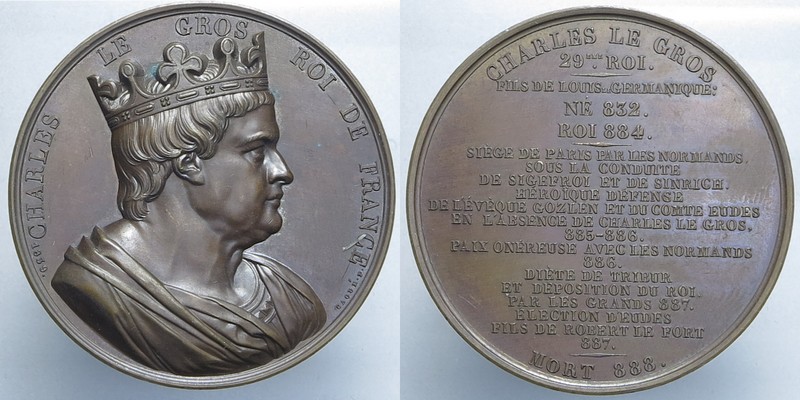 CHARLES LE GROS ROI DE FRANCE
CAQUÉ. F.
CHARLES LE GROS
29ME. ROI.
FILS DE LOUIS LE GERMANIQUE:
NÉ 832.
ROI 884.
SIÈGE DE PARIS PAR LES NORMANDS.
SOUS LA CONDUITE
DE SIGEFROI ET DE SINRICH.
HÉROÏQUE DÉFENSE
DE L'ÉVÊQUE GOZLEN ET DU COMTE EUDES
EN L'ABSENCE DE CHARLES LE GROS.
885-886.
PAIX ONÉREUSE AVEC LES NORMANDS
886.
DIÈTE DE TRIBUR
ET DÉPOSITION DU ROI.
PAR LES GRANDS 887.
ELECTION D'EUDES
FILS DE ROBERT LE FORT
887.
MORT 888.